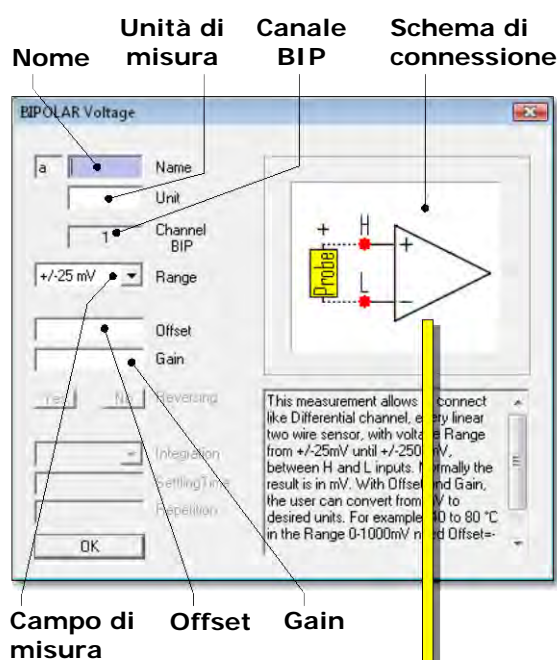 Unità di misura
Canale BIP
Schema di connessione
Nome
BIPOLAR Voltage
a
Name
Unit
1
Channel BIP
+/-25 mV
Range
Offset
Gain
Yes
No
Reversing
Integration
SettlingTime
Repetition
OK
+
H
+
Probe
L
−
This measurement allows connect
like Differential channel, every linear
two wire sensor, with voltage Range
from +/-25mV until +/-250 mV,
between H and L inputs. Normally the
result is in mV. With Offset and Gain,
the user can convert from mV to
desired units. For example, 40 to 80 °C
in the Range 0-1000mV need Offset=-
Campo di misura
Offset
Gain